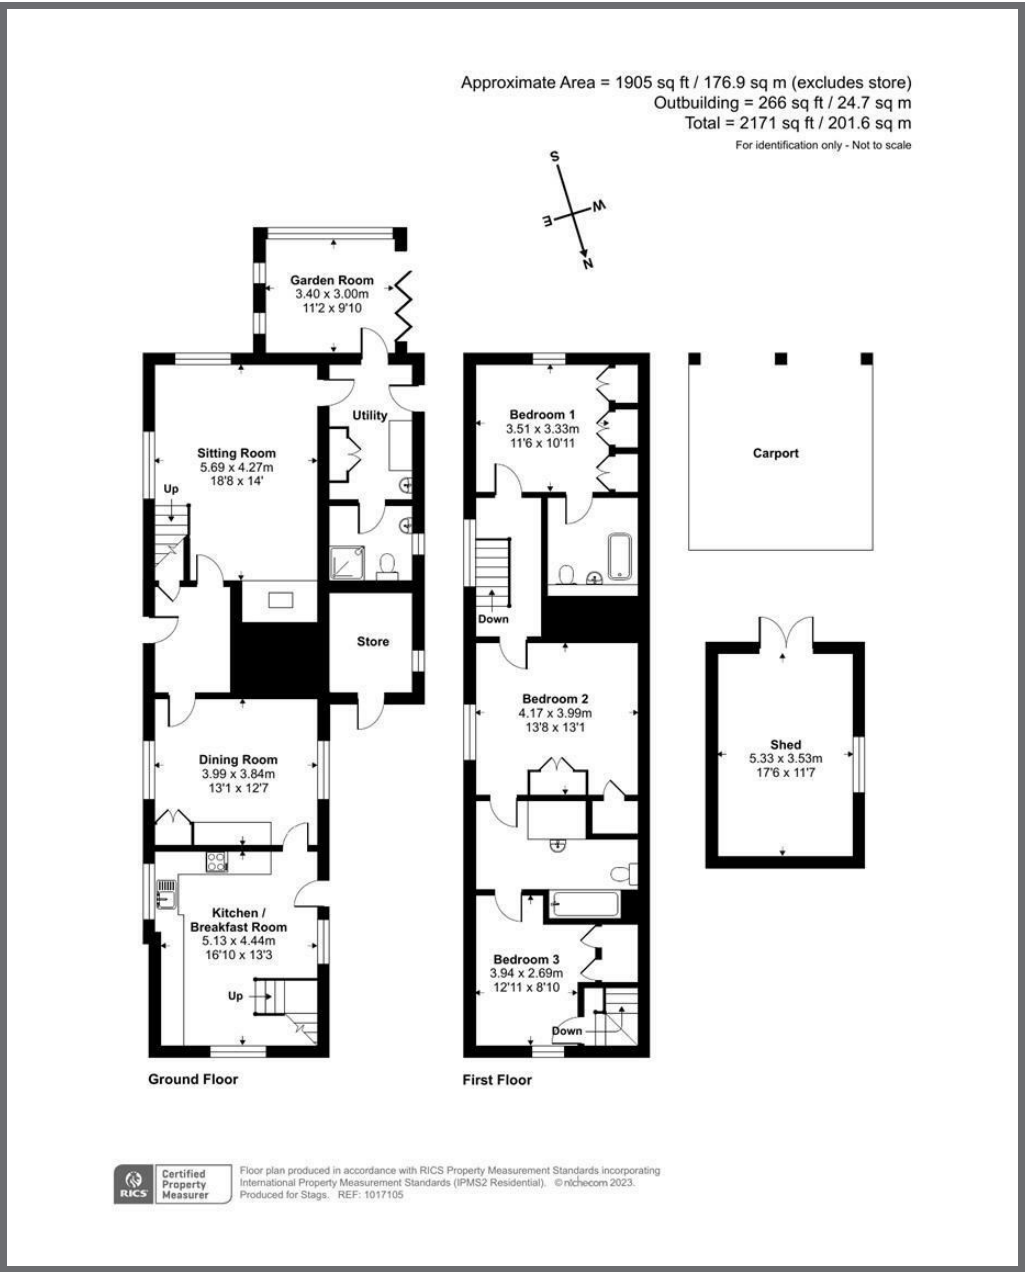 Approximate Area = 1905 sq ft / 176.9 sq m (excludes store)
Outbuilding = 266 sq ft / 24.7 sq m
Total = 2171 sq ft / 201.6 sq m
For identification only - Not to scale
S
W
E
N
Garden Room
3.40 x 3.00m
11'2 x 9'10
Utility
Sitting Room
5.69 x 4.27m
18'8 x 14'
Up
Store
Dining Room
3.99 x 3.84m
13'1 x 12'7
Kitchen /
Breakfast Room
5.13 x 4.44m
16'10 x 13'3
Up
Ground Floor
Bedroom 1
3.51 x 3.33m
11'6 x 10'11
Down
Bedroom 2
4.17 x 3.99m
13'8 x 13'1
Bedroom 3
3.94 x 2.69m
12'11 x 8'10
Down
First Floor
Carport
Shed
5.33 x 3.53m
17'6 x 11'7
RICS
Certified
Property
Measurer
Floor plan produced in accordance with RICS Property Measurement Standards incorporating
International Property Measurement Standards (IPMS2 Residential). © nichecom 2023.
Produced for Stags. REF: 1017105